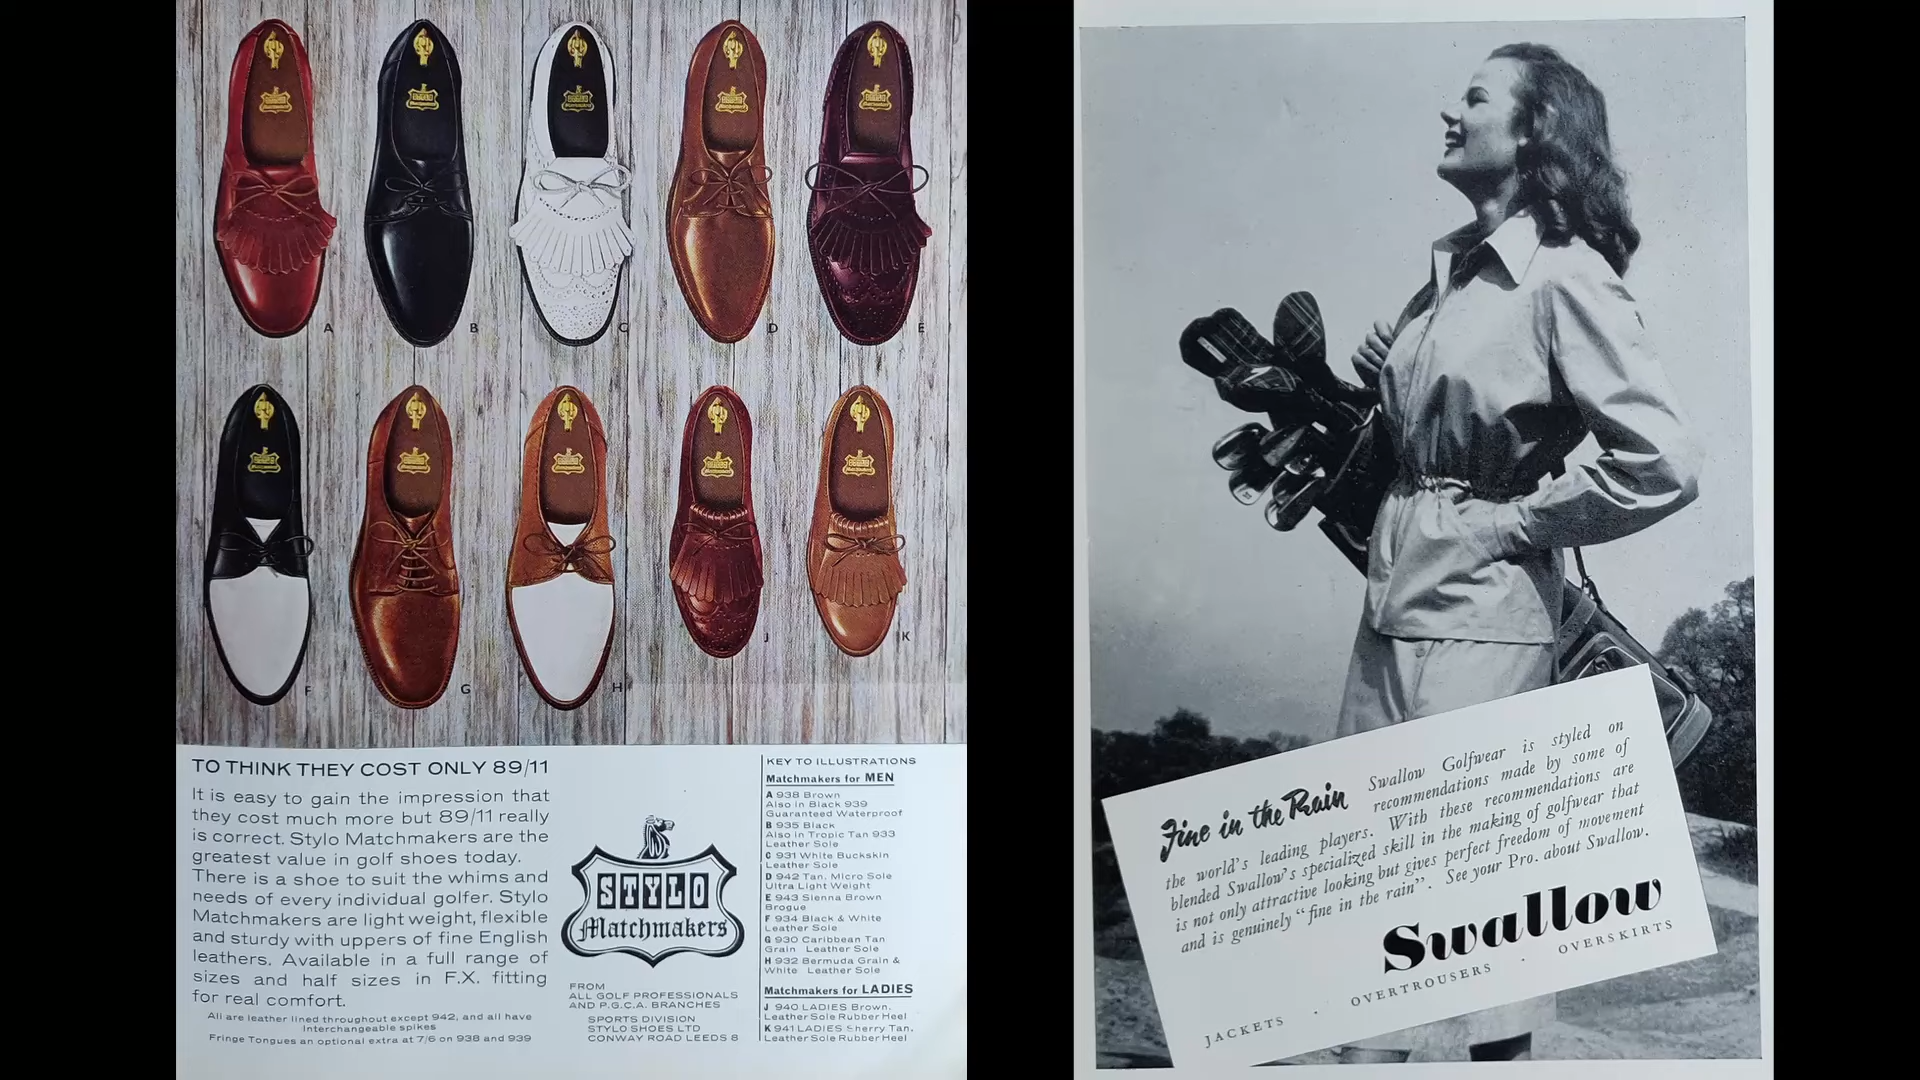 A
B
C
D
E
F
G
H
J
K
TO THINK THEY COST ONLY 89/11
It is easy to gain the impression that
they cost much more but 89/11 really
is correct. Stylo Matchmakers are the
greatest value in golf shoes today.
There is a shoe to suit the whims and
needs of every individual golfer. Stylo
Matchmakers are light weight, flexible
and sturdy with uppers of fine English
leathers. Available in a full range of
sizes and half sizes in F.X. fitting
for real comfort.
All are leather lined throughout except 942, and all have
interchangeable spikes
Fringe Tongues an optional extra at 7/6 on 938 and 939
STYLO
Matchmakers
FROM
ALL GOLF PROFESSIONALS
AND P.G.C.A. BRANCHES
SPORTS DIVISION
STYLO SHOES LTD
CONWAY ROAD LEEDS 8
KEY TO ILLUSTRATIONS
Matchmakers for MEN
A 938 Brown
Also in Black 939
Guaranteed Waterproof
B 935 Black
Also in Tropic Tan 933
Leather Sole
C 931 White Buckskin
Leather Sole
D 942 Tan. Micro Sole
Ultra Light Weight
E 943 Sienna Brown
Brogue
F 934 Black & White
Leather Sole
G 930 Caribbean Tan
Grain Leather Sole
H 932 Bermuda Grain &
White Leather Sole
Matchmakers for LADIES
J 940 LADIES Brown.
Leather Sole Rubber Heel
K 941 LADIES Sherry Tan.
Leather Sole Rubber Heel
Fine in the Rain Swallow Golfwear is styled on
recommendations made by some of
the world's leading players. With these recommendations are
blended Swallow's specialized skill in the making of golfwear that
is not only attractive looking but gives perfect freedom of movement
and is genuinely "fine in the rain". See your Pro. about Swallow.
Swallow
JACKETS . OVERTROUSERS . OVERSKIRTS